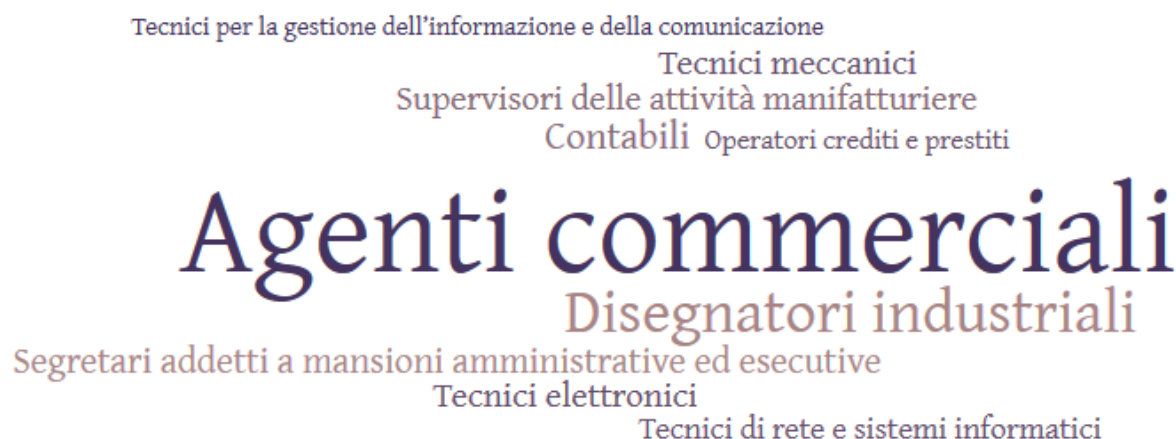 Tecnici per la gestione dell’informazione e della comunicazione
Tecnici meccanici
Supervisori delle attività manifatturiere
Contabili Operatori crediti e prestiti
Agenti commerciali
Disegnatori industriali
Segretari addetti a mansioni amministrative ed esecutive
Tecnici elettronici
Tecnici di rete e sistemi informatici